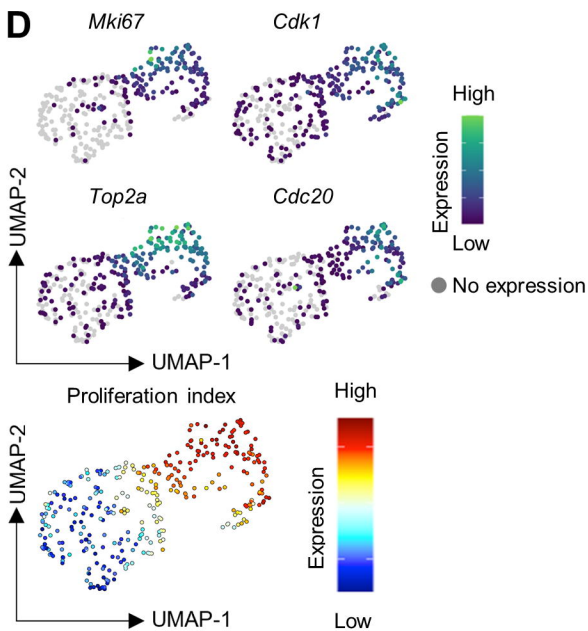 D
Mki67
Cdk1
High
Expression
Low
Top2a
Cdc20
No expression
UMAP-2
UMAP-1
Proliferation index
High
Expression
Low
UMAP-2
UMAP-1